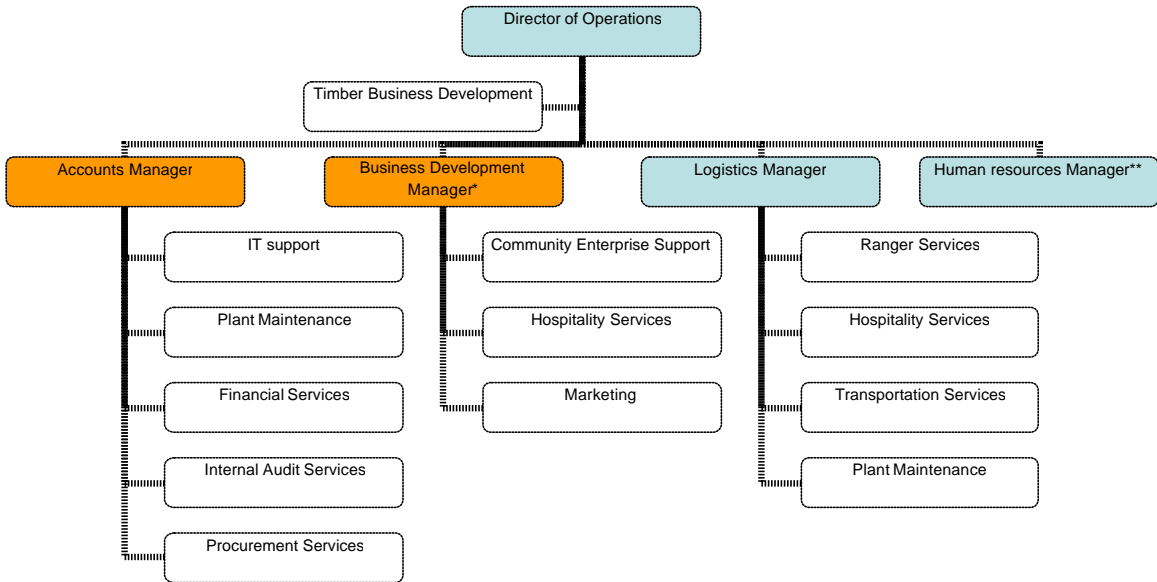 Director of Operations
Timber Business Development
Accounts Manager
Business Development
Manager*
Logistics Manager
Human resources Manager**
IT support
Community Enterprise Support
Ranger Services
Plant Maintenance
Hospitality Services
Hospitality Services
Financial Services
Marketing
Transportation Services
Internal Audit Services
Plant Maintenance
Procurement Services